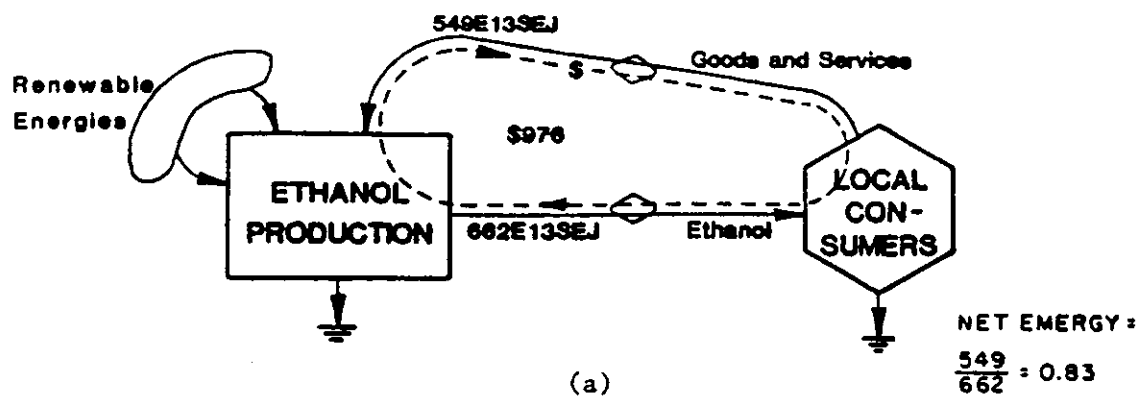 549E13SEJ
Goods and Services
$
Renewable
Energies
$976
ETHANOL
PRODUCTION
LOCAL
CON-
SUMERS
662E13SEJ
Ethanol
NET EMERGY =
549
662 = 0.83
(a)